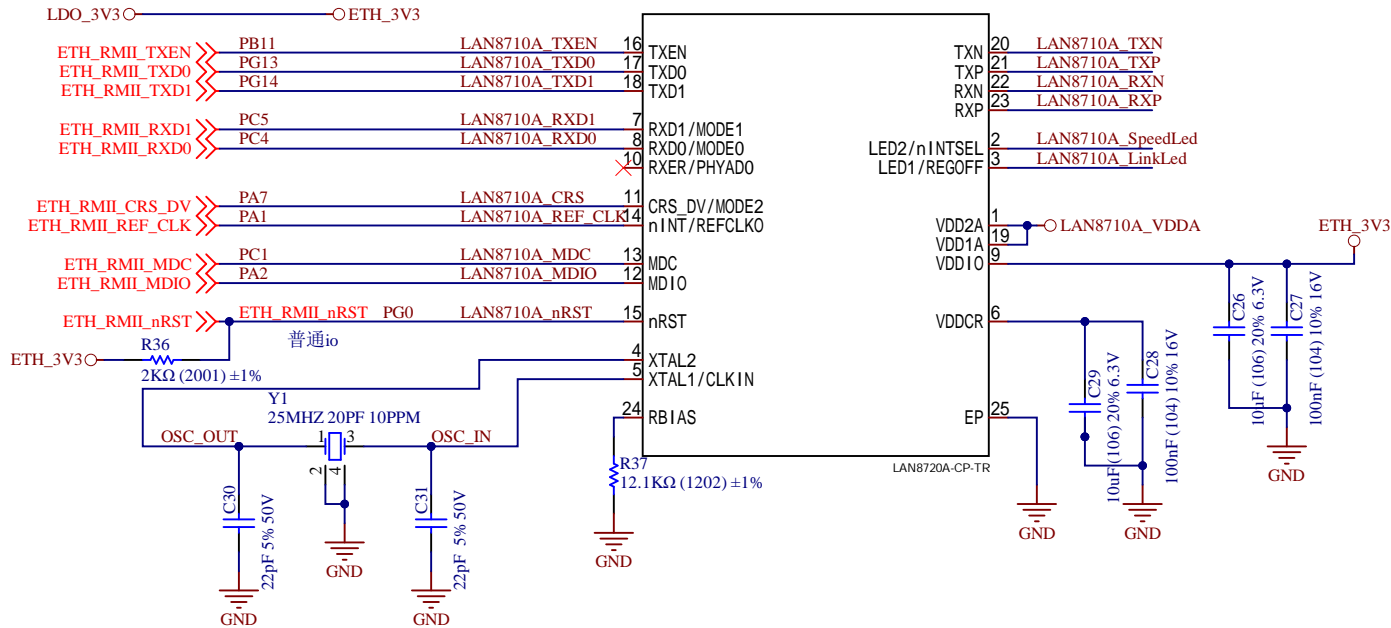 LDO_3V3 ETH_3V3
ETH_RMII_TXEN PB11 LAN8710A_TXEN 16 TXEN TXN 20 LAN8710A_TXN
ETH_RMII_TXD0 PG13 LAN8710A_TXD0 17 TXD0 TXP 21 LAN8710A_TXP
ETH_RMII_TXD1 PG14 LAN8710A_TXD1 18 TXD1 RXN 22 LAN8710A_RXN
RXP 23 LAN8710A_RXP
ETH_RMII_RXD1 PC5 LAN8710A_RXD1 7 RXD1/MODE1
ETH_RMII_RXD0 PC4 LAN8710A_RXD0 8 RXD0/MODE0 LED2/nINTSEL 2 LAN8710A_SpeedLed
10 RXER/PHYAD0 LED1/REGOFF 3 LAN8710A_LinkLed
ETH_RMII_CRS_DV PA7 LAN8710A_CRS 11 CRS_DV/MODE2
ETH_RMII_REF_CLK PA1 LAN8710A_REF_CLK 14 nINT/REFCLKO VDD2A 1 LAN8710A_VDDA ETH_3V3
VDD1A 19
ETH_RMII_MDC PC1 LAN8710A_MDC 13 MDC VDDIO 9
ETH_RMII_MDIO PA2 LAN8710A_MDIO 12 MDIO
ETH_RMII_nRST ETH_RMII_nRST PG0 LAN8710A_nRST 15 nRST VDDCR 6
普通io
C26
10uF (106) 20% 6.3V
C27
100nF (104) 10% 16V
ETH_3V3 R36
2KΩ (2001) ±1%
4 XTAL2
5 XTAL1/CLKIN
C29
10uF (106) 20% 6.3V
C28
100nF (104) 10% 16V
Y1
25MHZ 20PF 10PPM
24 RBIAS EP 25
OSC_OUT 1 3 OSC_IN
2 4
R37
12.1KΩ (1202) ±1%
LAN8720A-CP-TR
C30
22pF 5% 50V
C31
22pF 5% 50V
GND
GND
GND
GND
GND
GND
GND